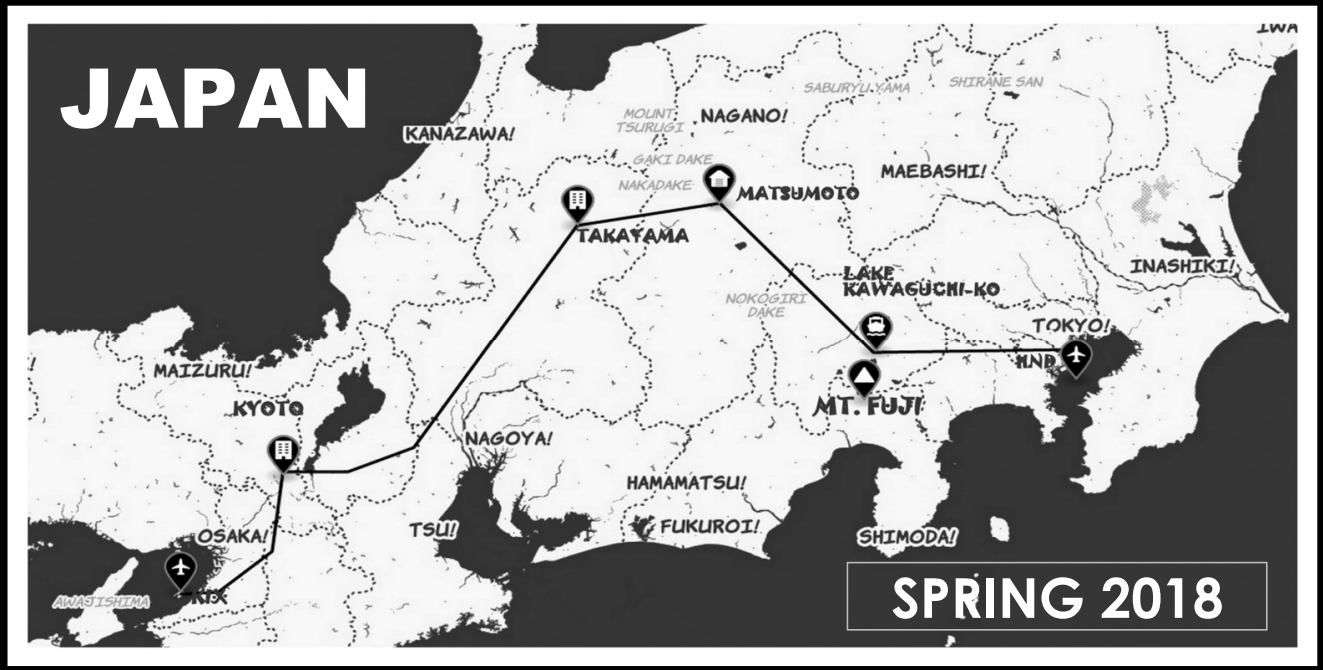 IWA
JAPAN
SABURYU YAMA
SHIRANE SAN
MOUNT
TSURUGI
NAGANO!
KANAZAWA!
GAKI DAKE
MAEBASHI!
NAKADAKE
MATSUMOTO
TAKAYAMA
INASHIKI!
LAKE
KAWAGUCHI-KO
NOKOGIRI
DAKE
TOKYO!
HND
MAIZURU!
KYOTO
MT. FUJI
NAGOYA!
HAMAMATSU!
TSU!
FUKUROI!
OSAKA!
SHIMODA!
KIX
AWAJISHIMA
SPRING 2018